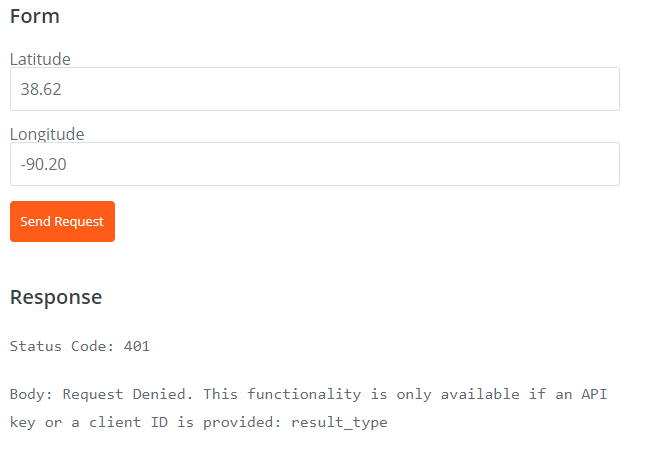 Form
Latitude
38.62
Longitude
-90.20
Send Request
Response
Status Code: 401
Body: Request Denied. This functionality is only available if an API
key or a client ID is provided: result_type